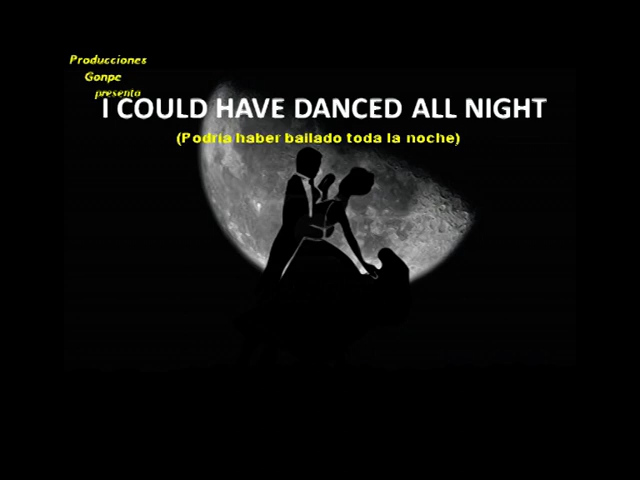 Producciones
Gonpe
presenta
I COULD HAVE DANCED ALL NIGHT
(Podría haber bailado toda la noche)